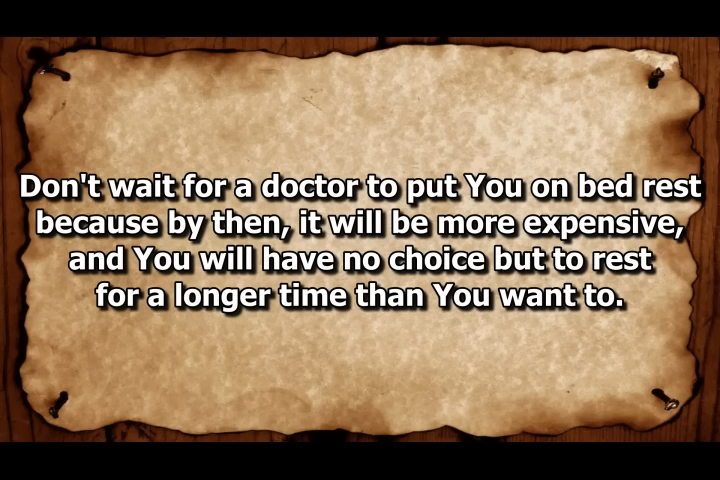 Don't wait for a doctor to put You on bed rest
because by then, it will be more expensive,
and You will have no choice but to rest
for a longer time than You want to.